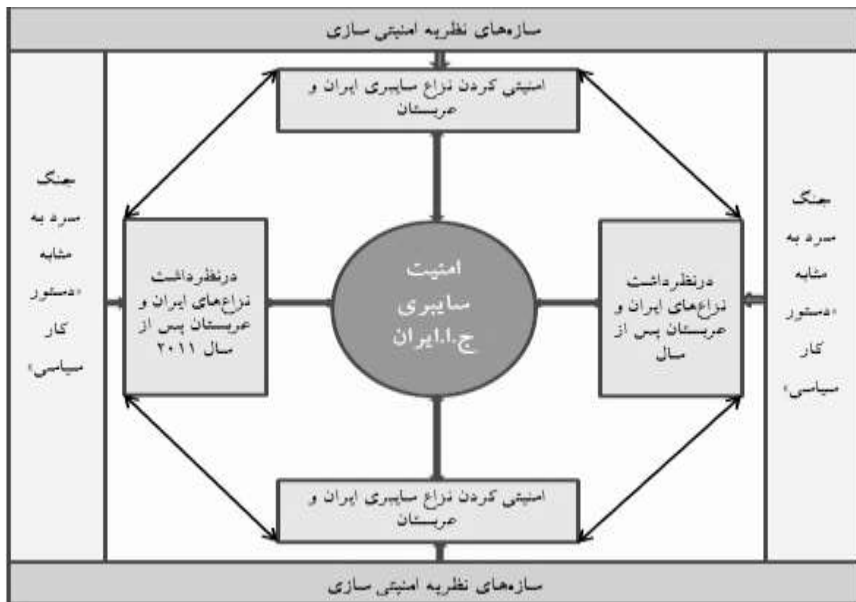 سازه‌های نظریه امنیتی سازی
امنیتی کردن نزاع سایبری ایران و
عربستان
جنگ
سرد به
مثابه
«دستور
کار
سیاسی»
درنظرداشت
نزاع‌های ایران و
عربستان پس از
سال
امنیت
سایبری
ج.ا.ایران
درنظرداشت
نزاع‌های ایران و
عربستان پس از
سال ۲۰۱۱
جنگ
سرد به
مثابه
«دستور
کار
سیاسی»
امنیتی کردن نزاع سایبری ایران و
عربستان
سازه‌های نظریه امنیتی سازی